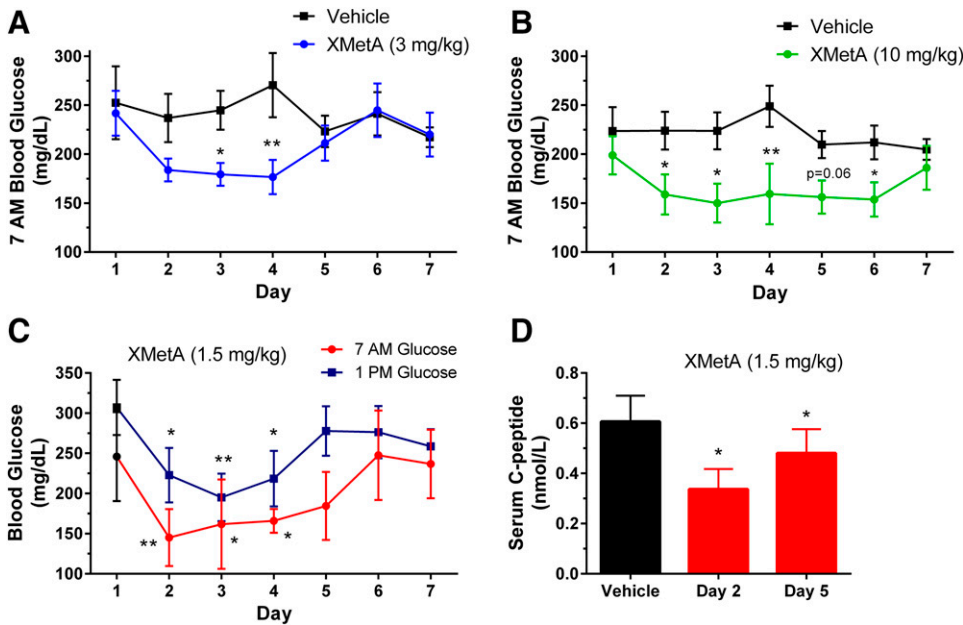 A
Vehicle
XMetA (3 mg/kg)
7 AM Blood Glucose
(mg/dL)
300
250
200
150
100
*
**
1 2 3 4 5 6 7
Day
B
Vehicle
XMetA (10 mg/kg)
7 AM Blood Glucose
(mg/dL)
300
250
200
150
100
*
*
**
p=0.06
*
1 2 3 4 5 6 7
Day
C
XMetA (1.5 mg/kg)
7 AM Glucose
1 PM Glucose
Blood Glucose
(mg/dL)
350
300
250
200
150
100
*
**
*
**
*
*
1 2 3 4 5 6 7
Day
D
XMetA (1.5 mg/kg)
Serum C-peptide
(nmol/L)
0.8
0.6
0.4
0.6
0.0
*
*
Vehicle Day 2 Day 5